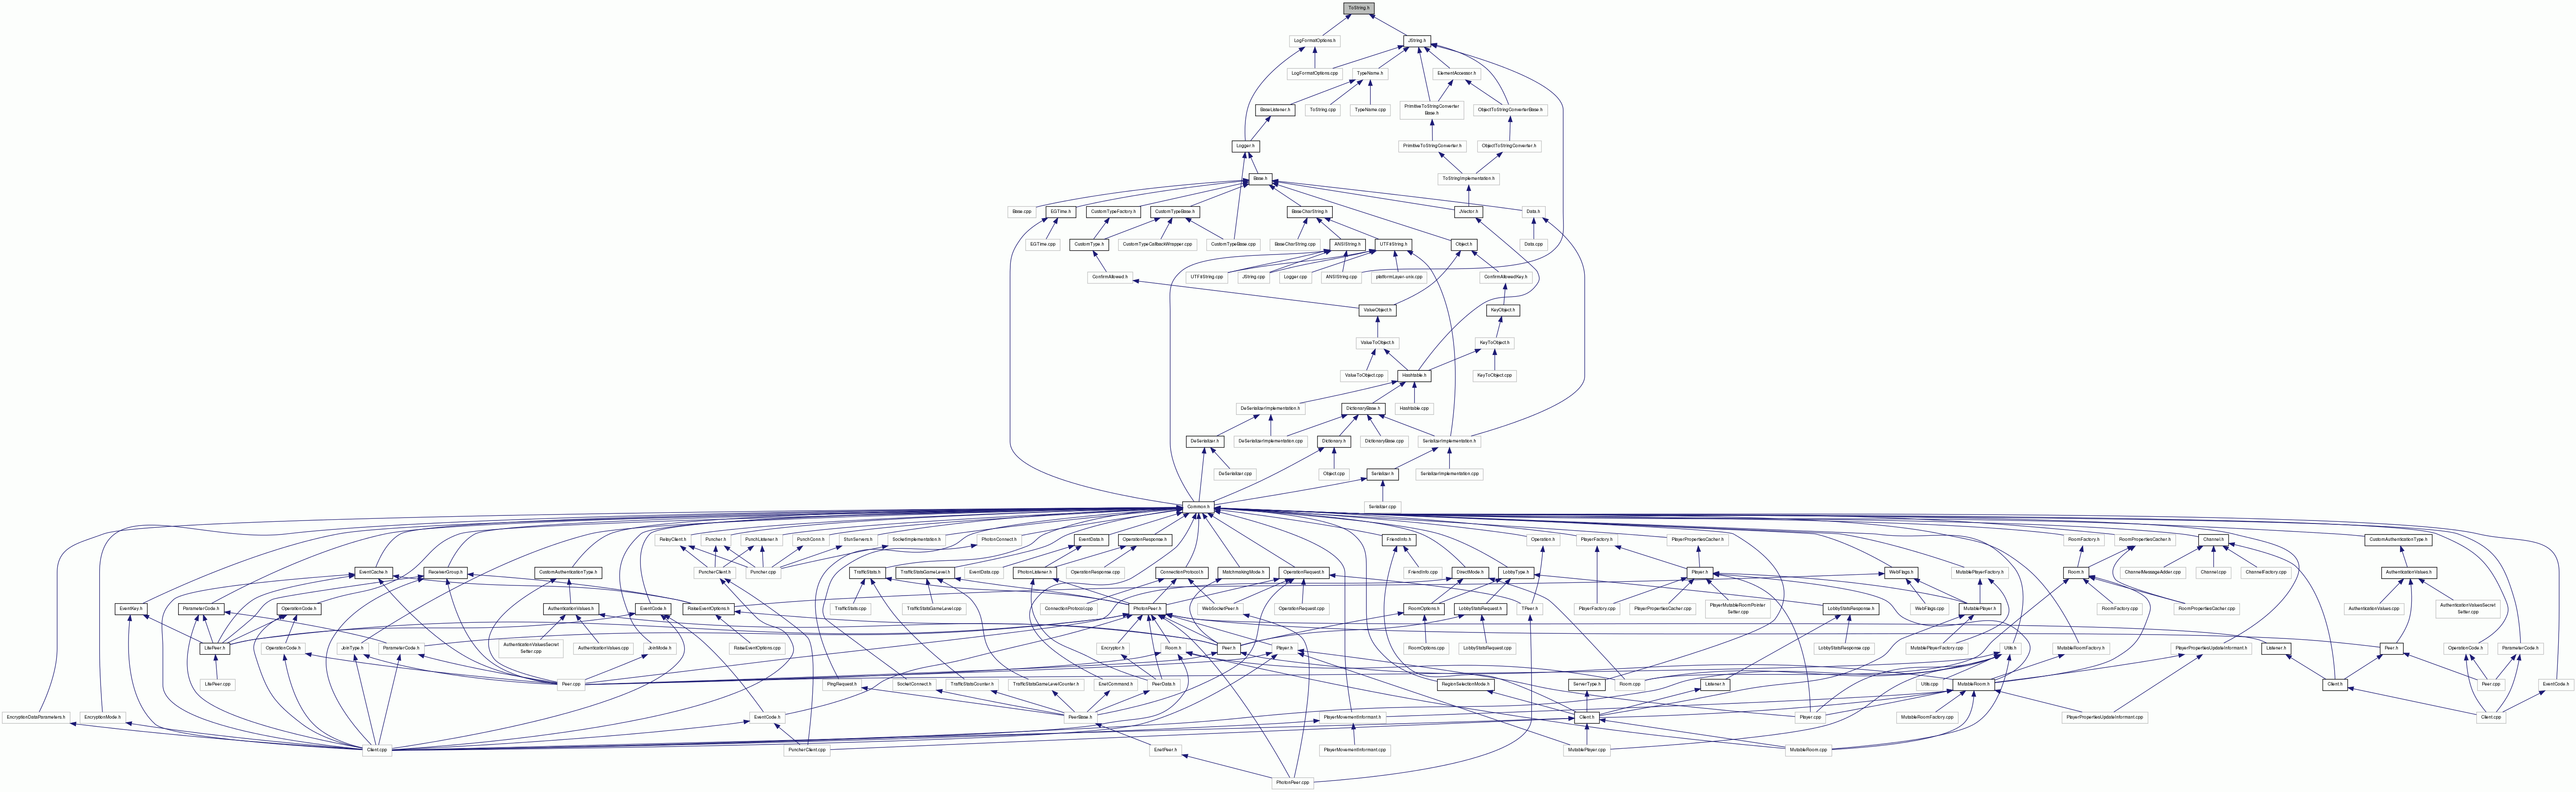 ToString.h
LogFormatOptions.h
JString.h
LogFormatOptions.cpp
TypeName.h
ElementAccessor.h
BaseListener.h
ToString.cpp
TypeName.cpp
PrimitiveToStringConverter
Base.h
ObjectToStringConverterBase.h
Logger.h
PrimitiveToStringConverter.h
ObjectToStringConverter.h
Base.h
ToStringImplementation.h
Base.cpp
EGTime.h
CustomTypeFactory.h
CustomTypeBase.h
BaseCharString.h
JVector.h
Data.h
EGTime.cpp
CustomType.h
CustomTypeCallbackWrapper.cpp
CustomTypeBase.cpp
BaseCharString.cpp
ANSIString.h
UTF8String.h
Object.h
Data.cpp
ConfirmAllowed.h
UTF8String.cpp
JString.cpp
Logger.cpp
ANSIString.cpp
platformLayer-unix.cpp
ConfirmAllowedKey.h
ValueObject.h
KeyObject.h
ValueToObject.h
KeyToObject.h
ValueToObject.cpp
Hashtable.h
KeyToObject.cpp
DeSerializerImplementation.h
DictionaryBase.h
Hashtable.cpp
DeSerializer.h
DeSerializerImplementation.cpp
Dictionary.h
DictionaryBase.cpp
SerializerImplementation.h
DeSerializer.cpp
Object.cpp
Serializer.h
SerializerImplementation.cpp
Common.h
Serializer.cpp
RelayClient.h
Puncher.h
PunchListener.h
PunchConn.h
StunServers.h
SocketImplementation.h
PhotonConnect.h
EventData.h
OperationResponse.h
FriendInfo.h
Operation.h
PlayerFactory.h
PlayerPropertiesCacher.h
RoomFactory.h
RoomPropertiesCacher.h
Channel.h
CustomAuthenticationType.h
EventCache.h
ReceiverGroup.h
CustomAuthenticationType.h
PuncherClient.h
Puncher.cpp
TrafficStats.h
TrafficStatsGameLevel.h
EventData.cpp
PhotonListener.h
OperationResponse.cpp
ConnectionProtocol.h
MatchmakingMode.h
OperationRequest.h
FriendInfo.cpp
DirectMode.h
LobbyType.h
Player.h
WebFlags.h
MutablePlayerFactory.h
Room.h
ChannelMessageAdder.cpp
Channel.cpp
ChannelFactory.cpp
AuthenticationValues.h
EventKey.h
ParameterCode.h
OperationCode.h
AuthenticationValues.h
EventCode.h
RaiseEventOptions.h
TrafficStats.cpp
TrafficStatsGameLevel.cpp
ConnectionProtocol.cpp
PhotonPeer.h
WebSocketPeer.h
OperationRequest.cpp
RoomOptions.h
LobbyStatsRequest.h
TPeer.h
PlayerFactory.cpp
PlayerPropertiesCacher.cpp
PlayerMutableRoomPointer
Setter.cpp
LobbyStatsResponse.h
WebFlags.cpp
MutablePlayer.h
RoomFactory.cpp
RoomPropertiesCacher.cpp
AuthenticationValues.cpp
AuthenticationValuesSecret
Setter.cpp
LitePeer.h
OperationCode.h
JoinType.h
ParameterCode.h
AuthenticationValuesSecret
Setter.cpp
AuthenticationValues.cpp
JoinMode.h
RaiseEventOptions.cpp
Encryptor.h
Room.h
Peer.h
Player.h
RoomOptions.cpp
LobbyStatsRequest.cpp
LobbyStatsResponse.cpp
MutablePlayerFactory.cpp
Utils.h
MutableRoomFactory.h
PlayerPropertiesUpdateInformant.h
Listener.h
Peer.h
OperationCode.h
ParameterCode.h
LitePeer.cpp
Peer.cpp
PingRequest.h
SocketConnect.h
TrafficStatsCounter.h
TrafficStatsGameLevelCounter.h
EnetCommand.h
PeerData.h
RegionSelectionMode.h
ServerType.h
Room.cpp
Listener.h
Utils.cpp
MutableRoom.h
Client.h
Peer.cpp
EventCode.h
EncryptionDataParameters.h
EncryptionMode.h
EventCode.h
PeerBase.h
PlayerMovementInformant.h
Client.h
Player.cpp
MutableRoomFactory.cpp
PlayerPropertiesUpdateInformant.cpp
Client.cpp
Client.cpp
PuncherClient.cpp
EnetPeer.h
PlayerMovementInformant.cpp
MutablePlayer.cpp
MutableRoom.cpp
PhotonPeer.cpp